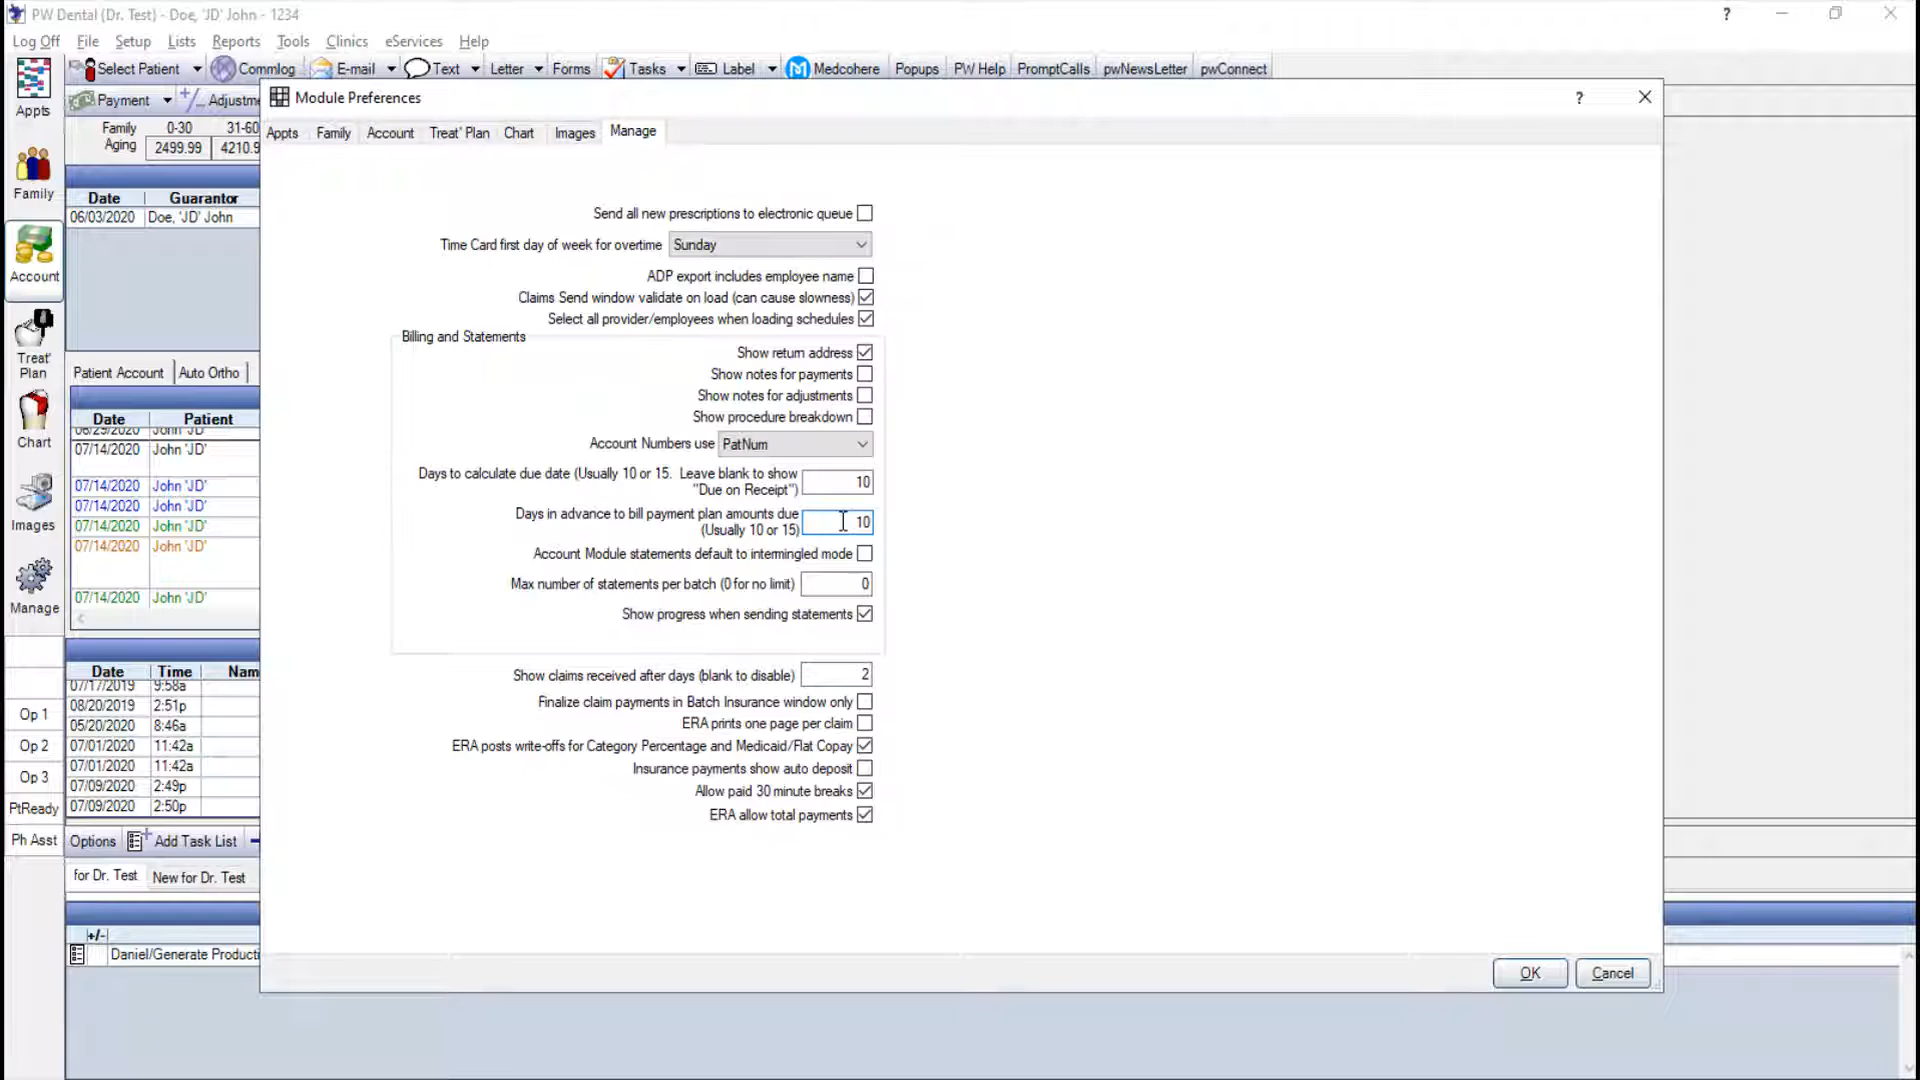 PW Dental (Dr. Test) - Doe, 'JD' John - 1234
?
Log Off File Setup Lists Reports Tools Clinics eServices Help
Select Patient Commlog E-mail Text Letter Forms Tasks Label Medcohere Popups PW Help PromptCalls pwNewsLetter pwConnect
Appts
Family
Account
Treat'
Plan
Chart
Images
Manage
Op 1
Op 2
Op 3
PtReady
Ph Asst
Payment +/- Adjustme
Family 0-30 31-60
Aging 2499.99 4210.9
Date Guarantor
06/03/2020 Doe, 'JD' John
Patient Account Auto Ortho
Date Patient
06/29/2020 John 'JD'
07/14/2020 John 'JD'
07/14/2020 John 'JD'
07/14/2020 John 'JD'
07/14/2020 John 'JD'
07/14/2020 John 'JD'
07/14/2020 John 'JD'
Date Time Nam
07/17/2019 9:58a
08/20/2019 2:51p
05/20/2020 8:46a
07/01/2020 11:42a
07/01/2020 11:42a
07/09/2020 2:49p
07/09/2020 2:50p
Options Add Task List
for Dr. Test New for Dr. Test
+/-
Daniel/Generate Producti
Module Preferences ?
Appts Family Account Treat' Plan Chart Images Manage
Send all new prescriptions to electronic queue
Time Card first day of week for overtime Sunday
ADP export includes employee name
Claims Send window validate on load (can cause slowness)
Select all provider/employees when loading schedules
Billing and Statements
Show return address
Show notes for payments
Show notes for adjustments
Show procedure breakdown
Account Numbers use PatNum
Days to calculate due date (Usually 10 or 15. Leave blank to show
"Due on Receipt") 10
Days in advance to bill payment plan amounts due
(Usually 10 or 15) 10
Account Module statements default to intermingled mode
Max number of statements per batch (0 for no limit) 0
Show progress when sending statements
Show claims received after days (blank to disable) 2
Finalize claim payments in Batch Insurance window only
ERA prints one page per claim
ERA posts write-offs for Category Percentage and Medicaid/Flat Copay
Insurance payments show auto deposit
Allow paid 30 minute breaks
ERA allow total payments
OK Cancel